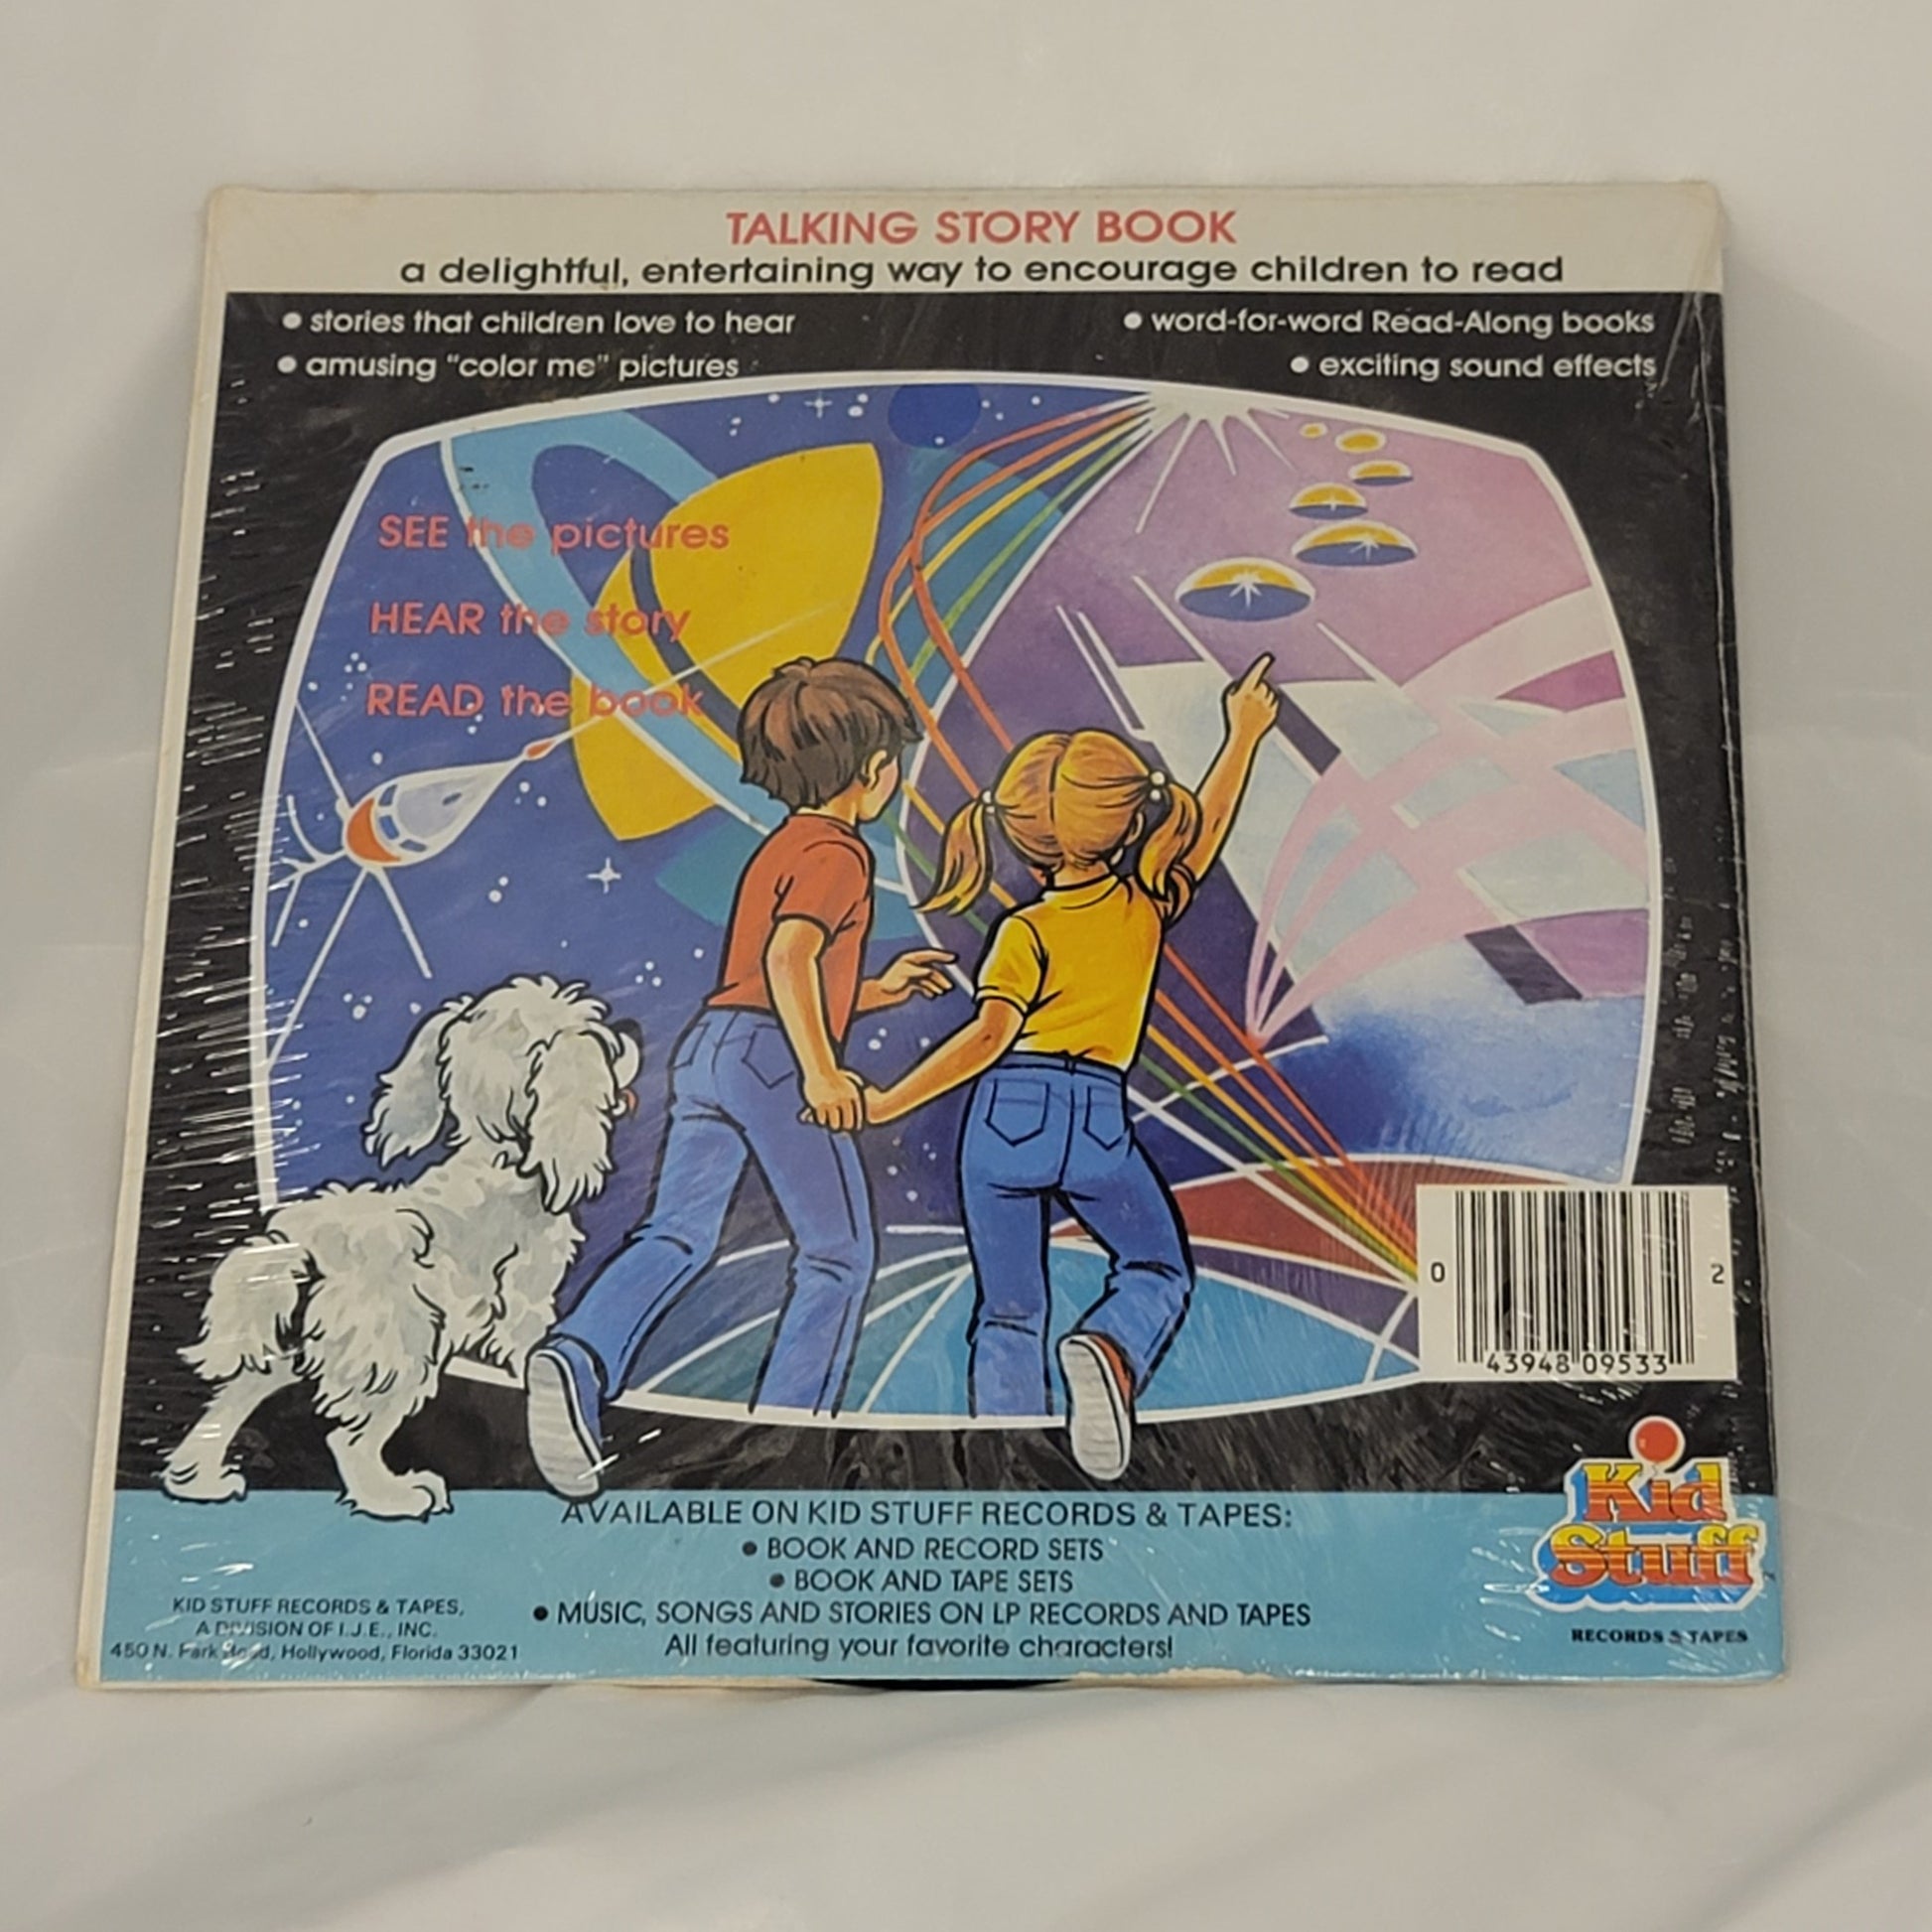 TALKING STORY BOOK
a delightful, entertaining way to encourage children to read
• stories that children love to hear
• word-for-word Read-Along books
• amusing "color me" pictures
• exciting sound effects
SEE the pictures
HEAR the story
READ the book
0 43948 09533 2
Kid
Stuff
RECORDS & TAPES
AVAILABLE ON KID STUFF RECORDS & TAPES:
• BOOK AND RECORD SETS
• BOOK AND TAPE SETS
• MUSIC, SONGS AND STORIES ON LP RECORDS AND TAPES
All featuring your favorite characters!
KID STUFF RECORDS & TAPES,
A DIVISION OF I.J.E., INC.
450 N. Park Road, Hollywood, Florida 33021